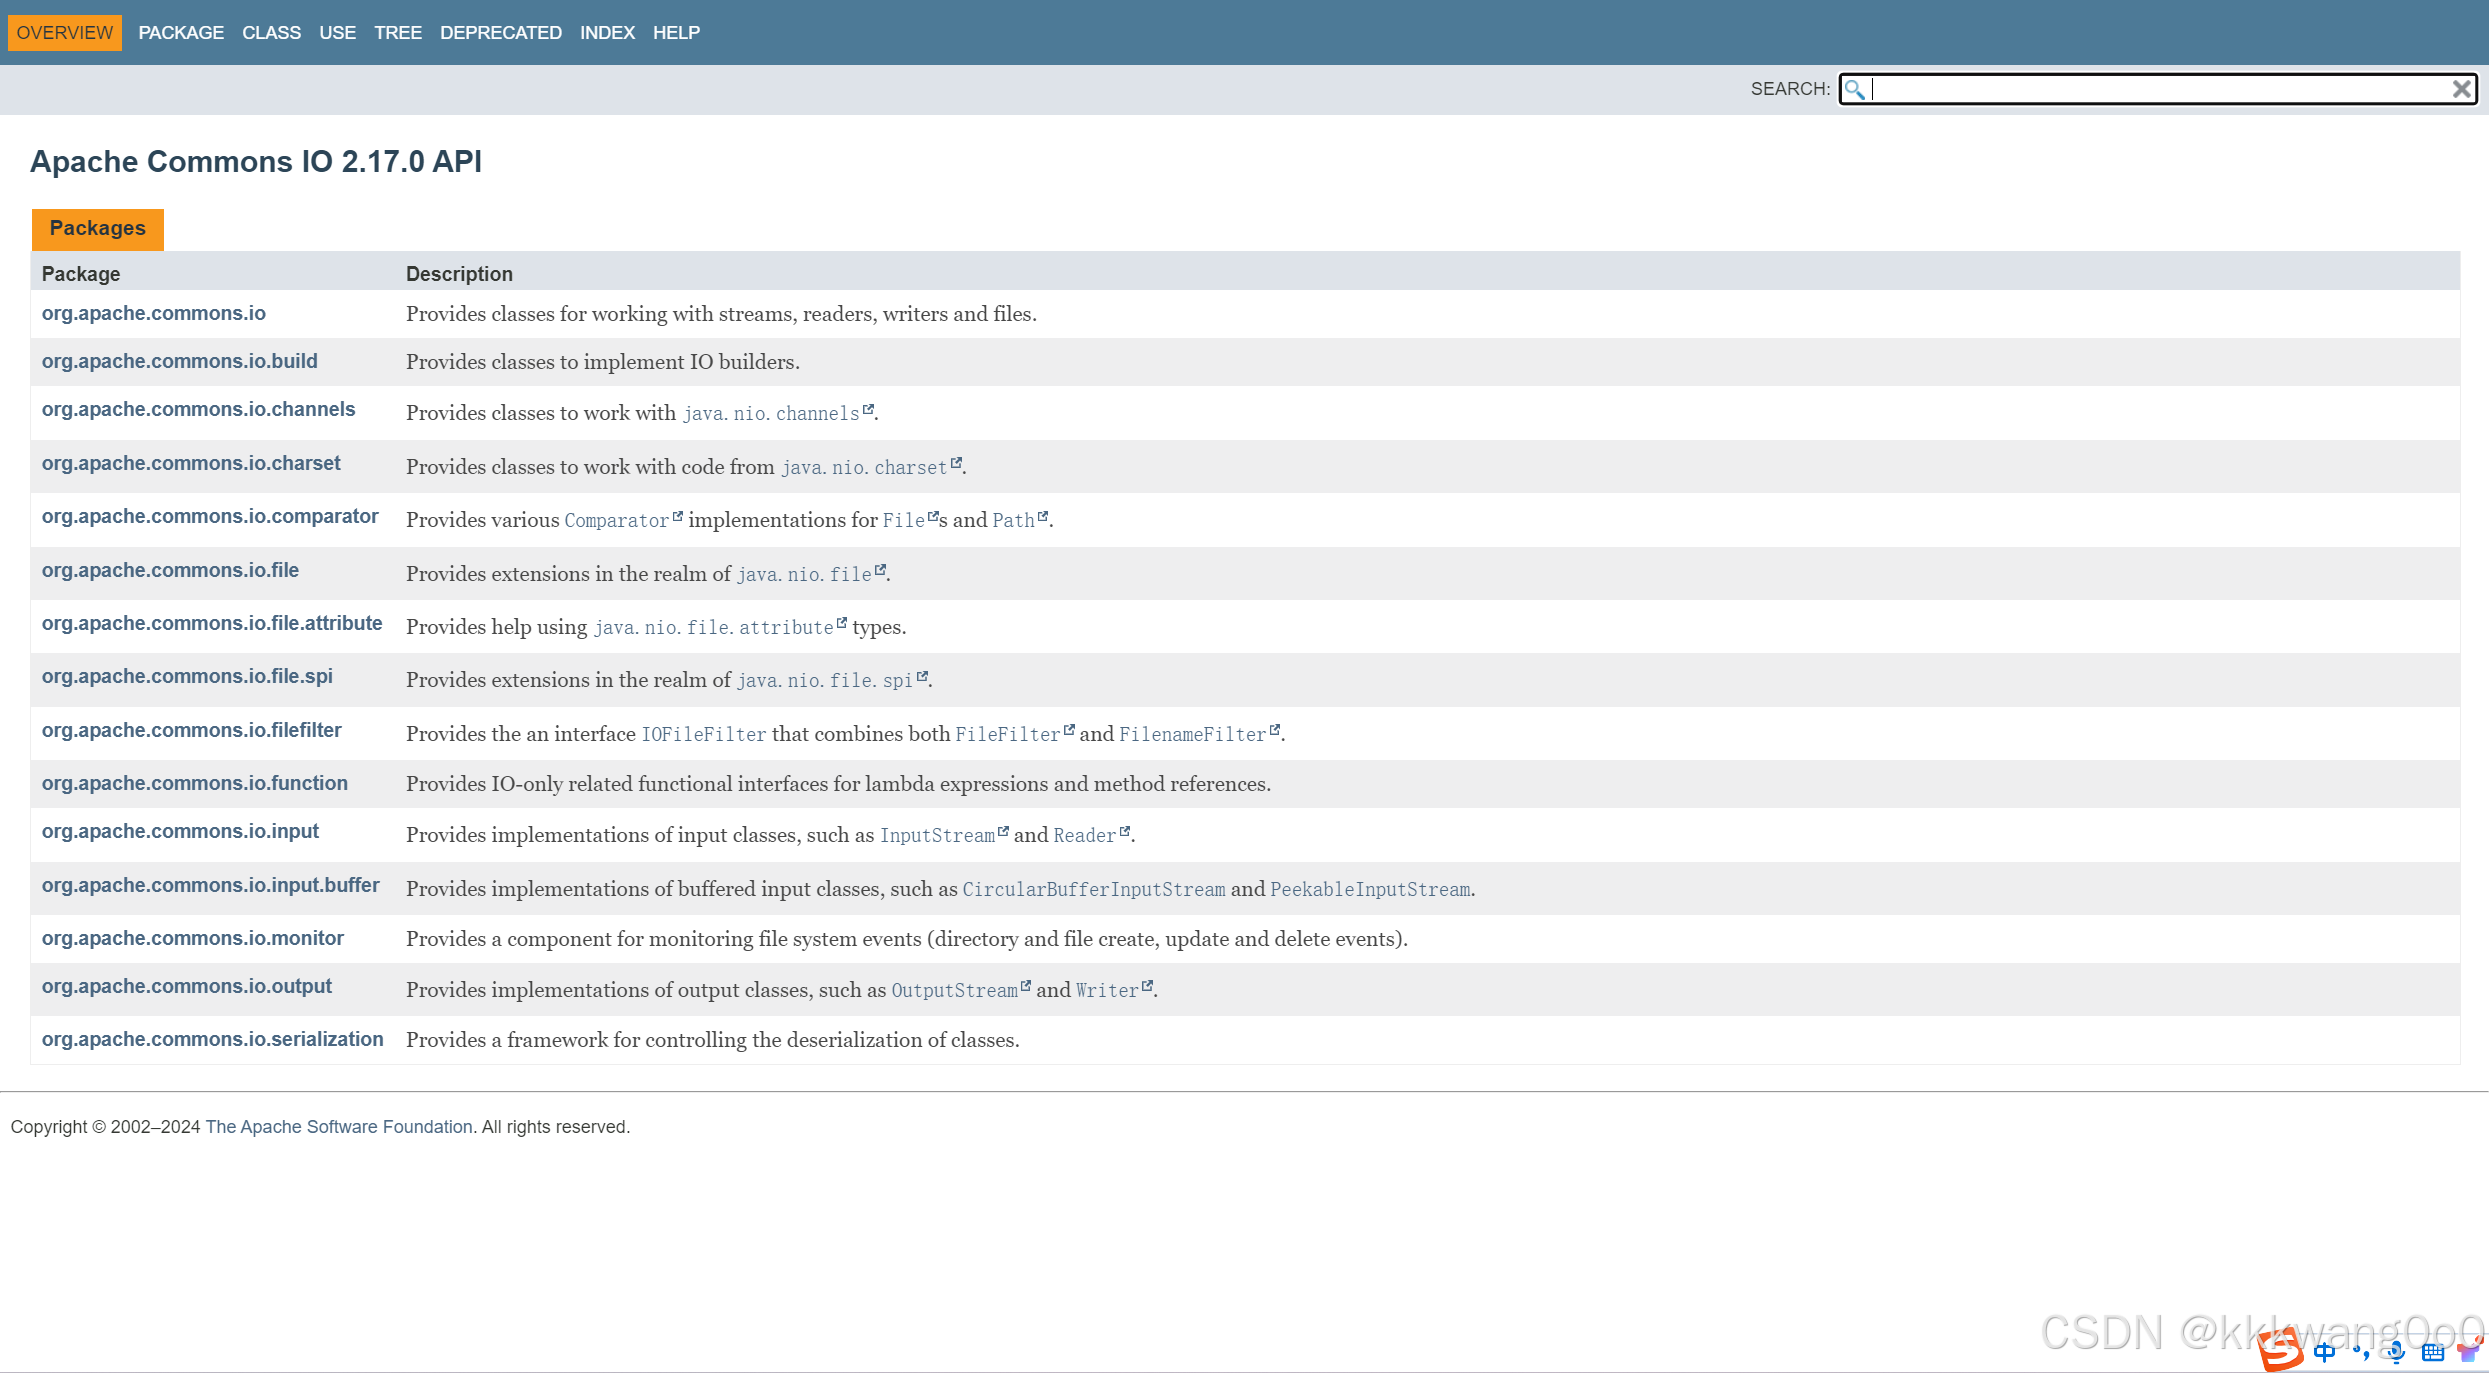 OVERVIEW PACKAGE CLASS USE TREE DEPRECATED INDEX HELP
SEARCH:
Apache Commons IO 2.17.0 API
Packages
Package Description
org.apache.commons.io Provides classes for working with streams, readers, writers and files.
org.apache.commons.io.build Provides classes to implement IO builders.
org.apache.commons.io.channels Provides classes to work with java.nio.channels.
org.apache.commons.io.charset Provides classes to work with code from java.nio.charset.
org.apache.commons.io.comparator Provides various Comparator implementations for Files and Path.
org.apache.commons.io.file Provides extensions in the realm of java.nio.file.
org.apache.commons.io.file.attribute Provides help using java.nio.file.attribute types.
org.apache.commons.io.file.spi Provides extensions in the realm of java.nio.file.spi.
org.apache.commons.io.filefilter Provides the an interface IOFileFilter that combines both FileFilter and FilenameFilter.
org.apache.commons.io.function Provides IO-only related functional interfaces for lambda expressions and method references.
org.apache.commons.io.input Provides implementations of input classes, such as InputStream and Reader.
org.apache.commons.io.input.buffer Provides implementations of buffered input classes, such as CircularBufferInputStream and PeekableInputStream.
org.apache.commons.io.monitor Provides a component for monitoring file system events (directory and file create, update and delete events).
org.apache.commons.io.output Provides implementations of output classes, such as OutputStream and Writer.
org.apache.commons.io.serialization Provides a framework for controlling the deserialization of classes.
Copyright © 2002–2024 The Apache Software Foundation. All rights reserved.
CSDN @kkkwang0o0
中